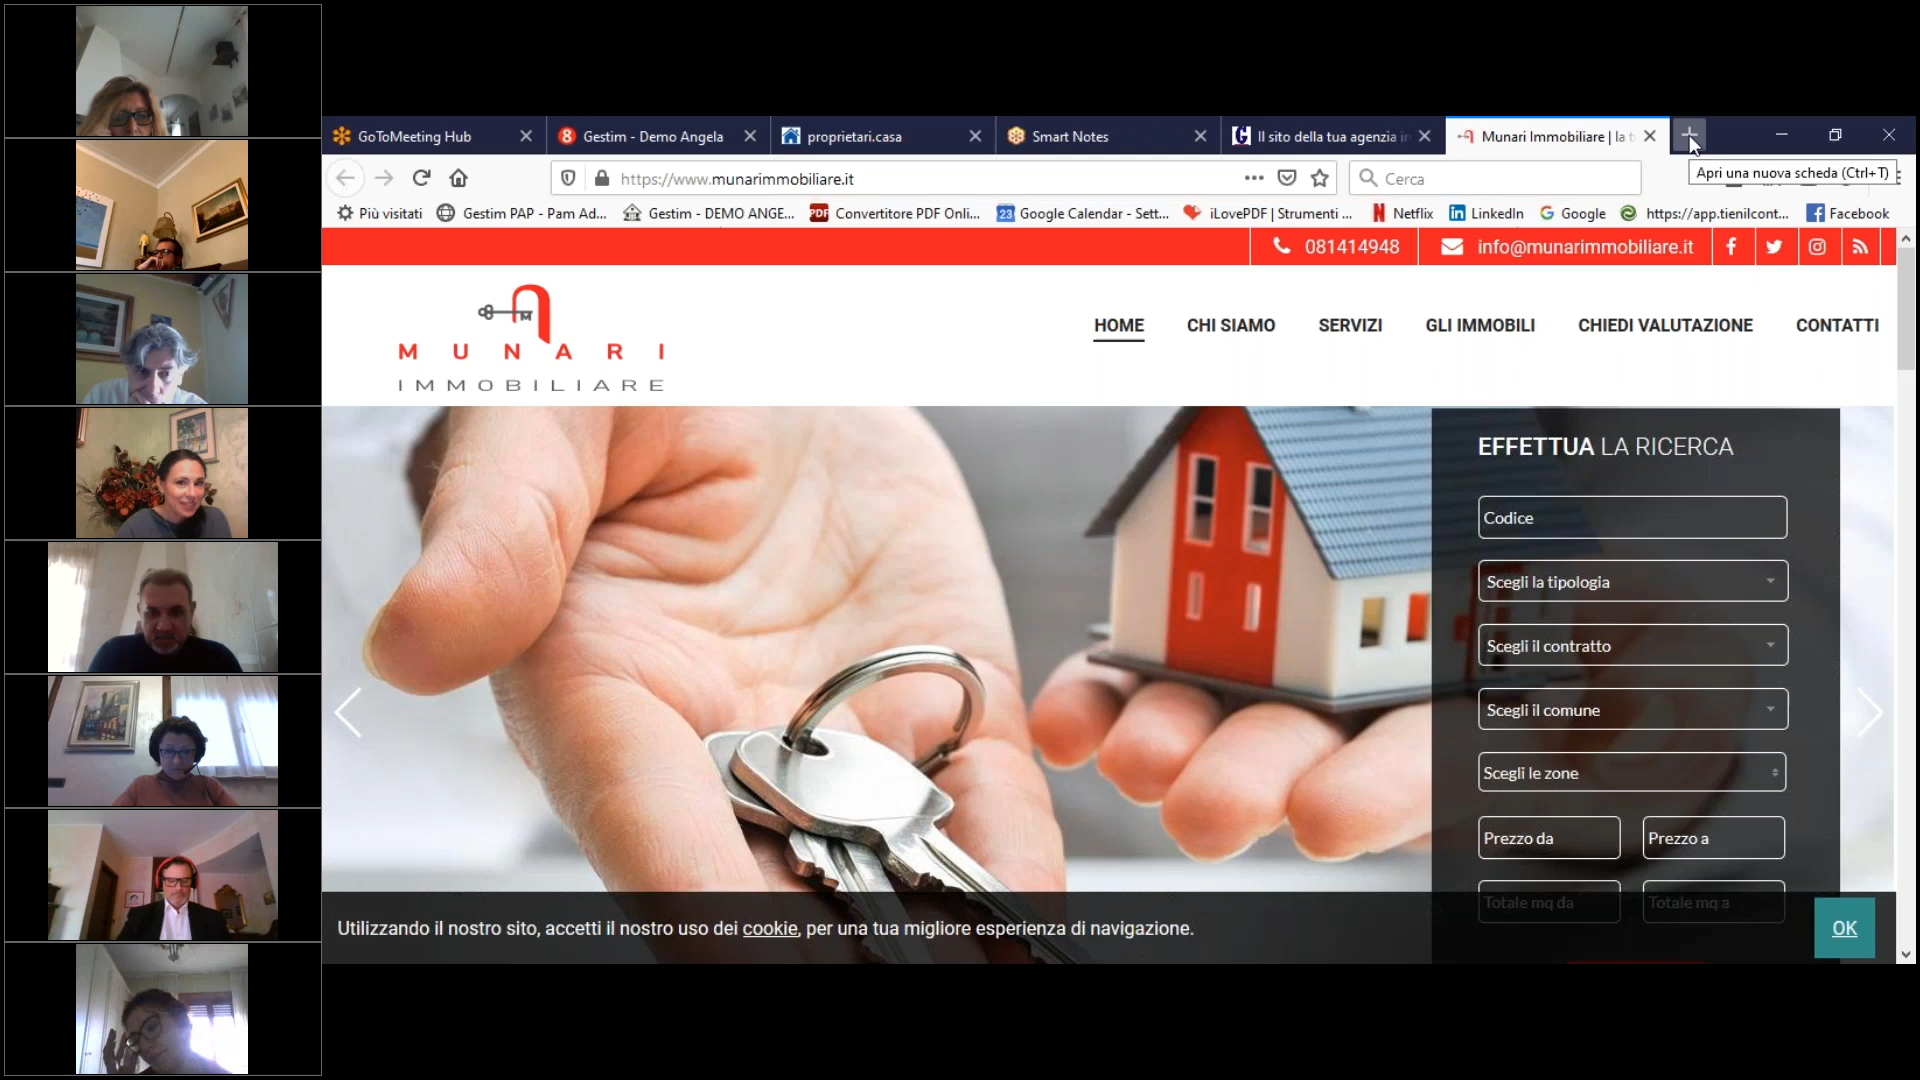 GoToMeeting Hub
Gestim - Demo Angela
proprietari.casa
Smart Notes
Il sito della tua agenzia in
Munari Immobiliare | la t
https://www.munarimmobiliare.it
Cerca
Apri una nuova scheda (Ctrl+T)
Più visitati
Gestim PAP - Pam Ad...
Gestim - DEMO ANGE...
PDF
Convertitore PDF Onli...
23
Google Calendar - Sett...
iLovePDF | Strumenti ...
Netflix
LinkedIn
Google
https://app.tienilcont...
Facebook
081414948
info@munarimmobiliare.it
M
MUNARI
IMMOBILIARE
HOME
CHI SIAMO
SERVIZI
GLI IMMOBILI
CHIEDI VALUTAZIONE
CONTATTI
EFFETTUA LA RICERCA
Codice
Scegli la tipologia
Scegli il contratto
Scegli il comune
Scegli le zone
Prezzo da
Prezzo a
Totale mq da
Totale mq a
Utilizzando il nostro sito, accetti il nostro uso dei cookie, per una tua migliore esperienza di navigazione.
OK